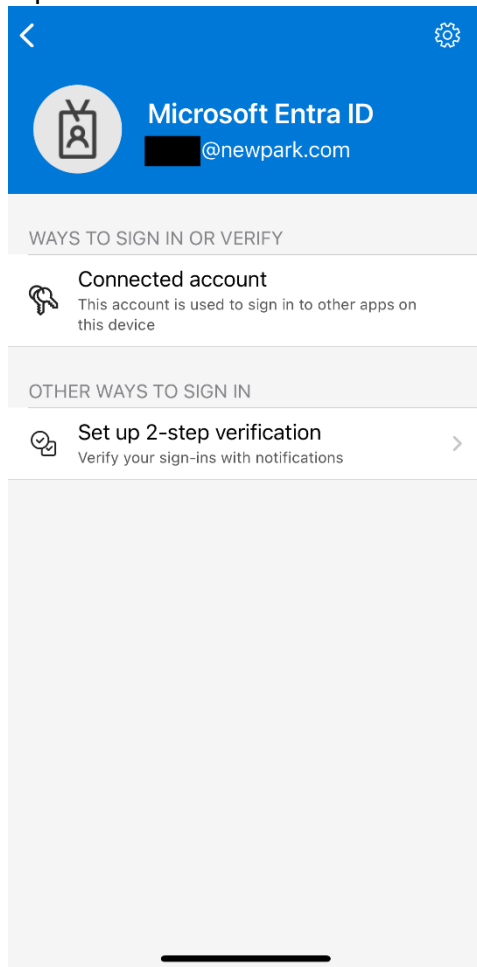 Microsoft Entra ID
@newpark.com
WAYS TO SIGN IN OR VERIFY
Connected account
This account is used to sign in to other apps on
this device
OTHER WAYS TO SIGN IN
Set up 2-step verification
Verify your sign-ins with notifications